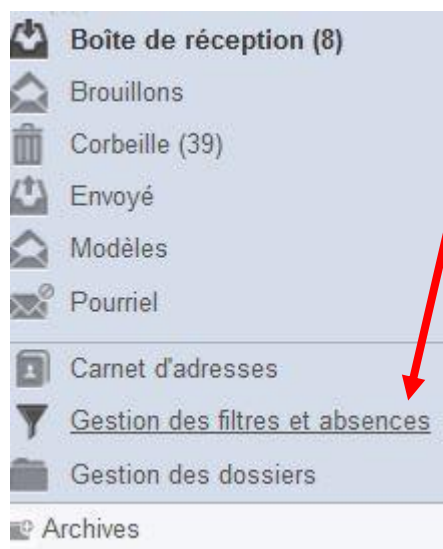 Boîte de réception (8)
Brouillons
Corbeille (39)
Envoyé
Modèles
Pourriel
Carnet d'adresses
Gestion des filtres et absences
Gestion des dossiers
Archives